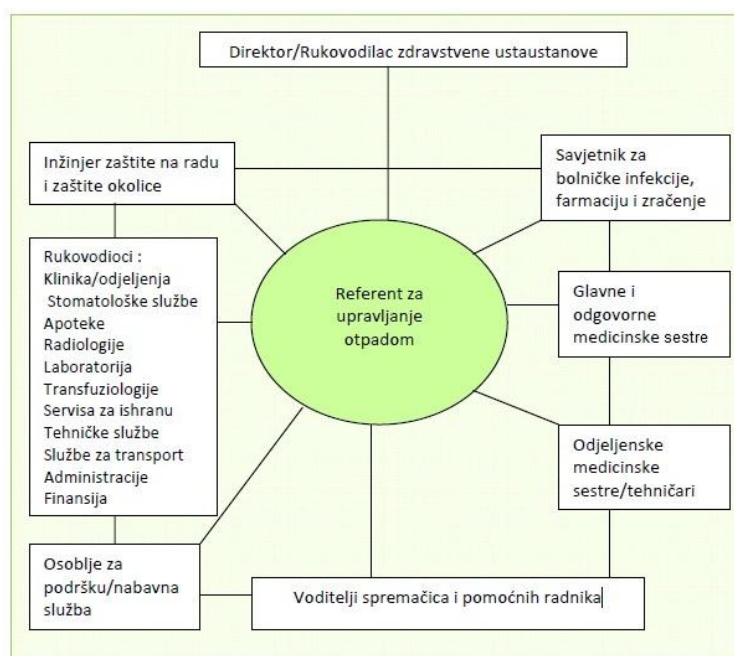 Direktor/Rukovodilac zdravstvene ustaustanove
Inžinjer zaštite na radu
i zaštite okolice
Savjetnik za
bolničke infekcije,
farmaciju i zračenje
Rukovodioci :
Klinika/odjeljenja
Stomatološke službe
Apoteke
Radiologije
Laboratorija
Transfuziologije
Servisa za ishranu
Tehničke službe
Službe za transport
Administracije
Finansija
Referent za
upravljanje
otpadom
Glavne i
odgovorne
medicinske sestre
Odjeljenske
medicinske
sestre/tehničari
Osoblje za
podršku/nabavna
služba
Voditelji spremačica i pomoćnih radnika